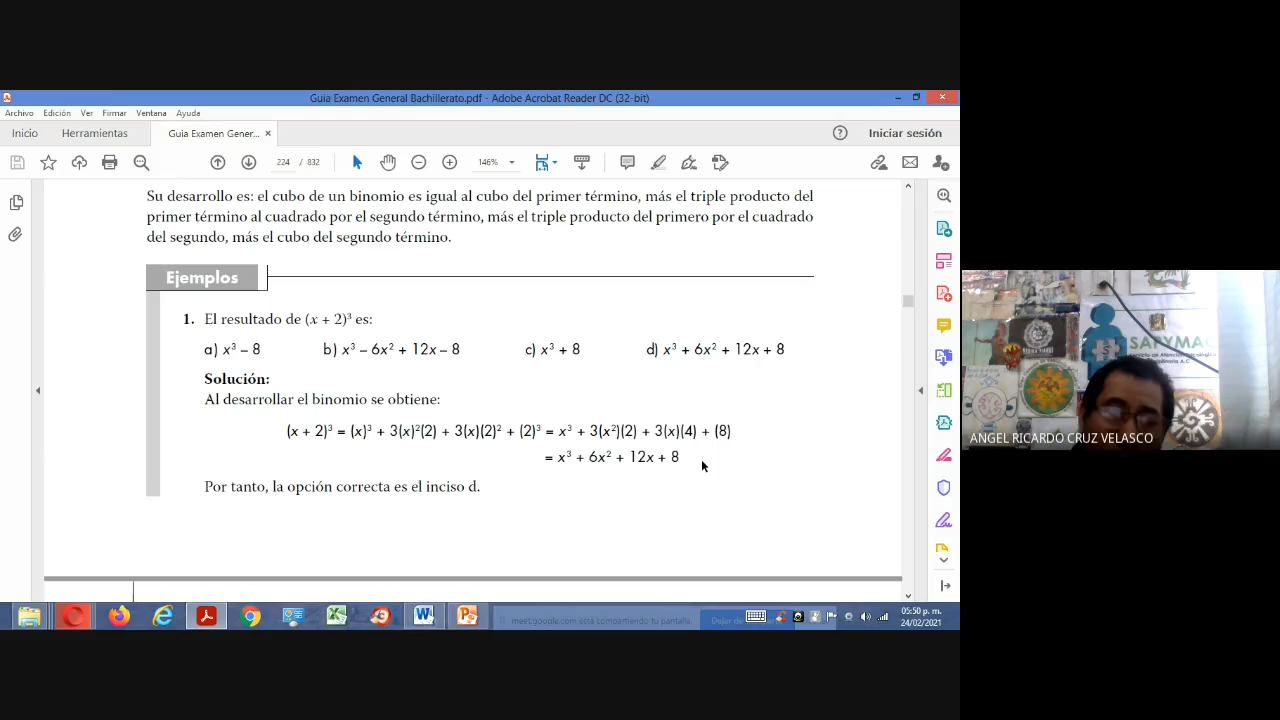 Guia Examen General Bachillerato.pdf - Adobe Acrobat Reader DC (32-bit)
Archivo Edición Ver Firmar Ventana Ayuda
Inicio Herramientas Guia Examen Gener... × Iniciar sesión
224 / 832 146%
Su desarrollo es: el cubo de un binomio es igual al cubo del primer término, más el triple producto del
primer término al cuadrado por el segundo término, más el triple producto del primero por el cuadrado
del segundo, más el cubo del segundo término.
Ejemplos
1. El resultado de (x + 2)³ es:
a) x³ – 8 b) x³ – 6x² + 12x – 8 c) x³ + 8 d) x³ + 6x² + 12x + 8
Solución:
Al desarrollar el binomio se obtiene:
(x + 2)³ = (x)³ + 3(x)²(2) + 3(x)(2)² + (2)³ = x³ + 3(x²)(2) + 3(x)(4) + (8)
= x³ + 6x² + 12x + 8
Por tanto, la opción correcta es el inciso d.
meet.google.com está compartiendo tu pantalla.
05:50 p. m.
24/02/2021
ANGEL RICARDO CRUZ VELASCO